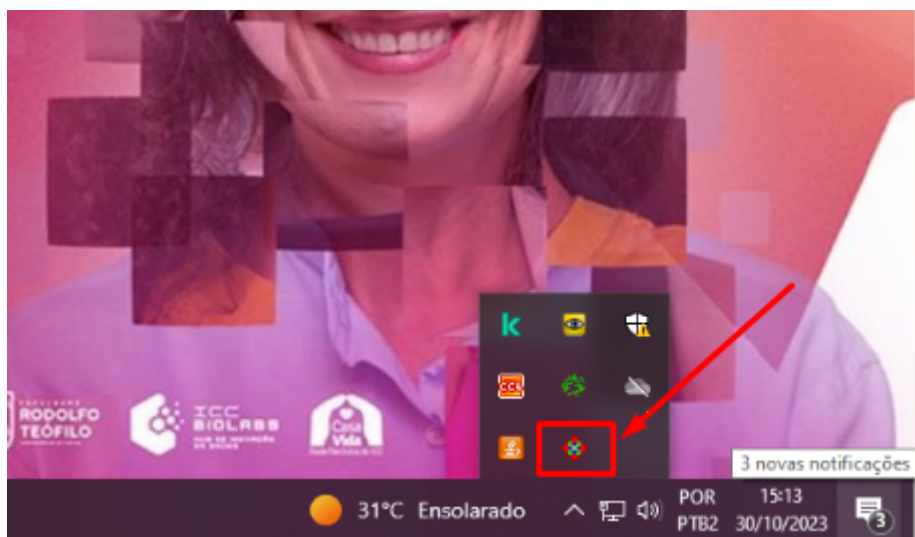 k
CC6
RODOLFO
TEÓFILO
ICC
BIOLABS
Casa
Vida
3 novas notificações
31°C Ensolarado
POR
PTB2
15:13
30/10/2023
3